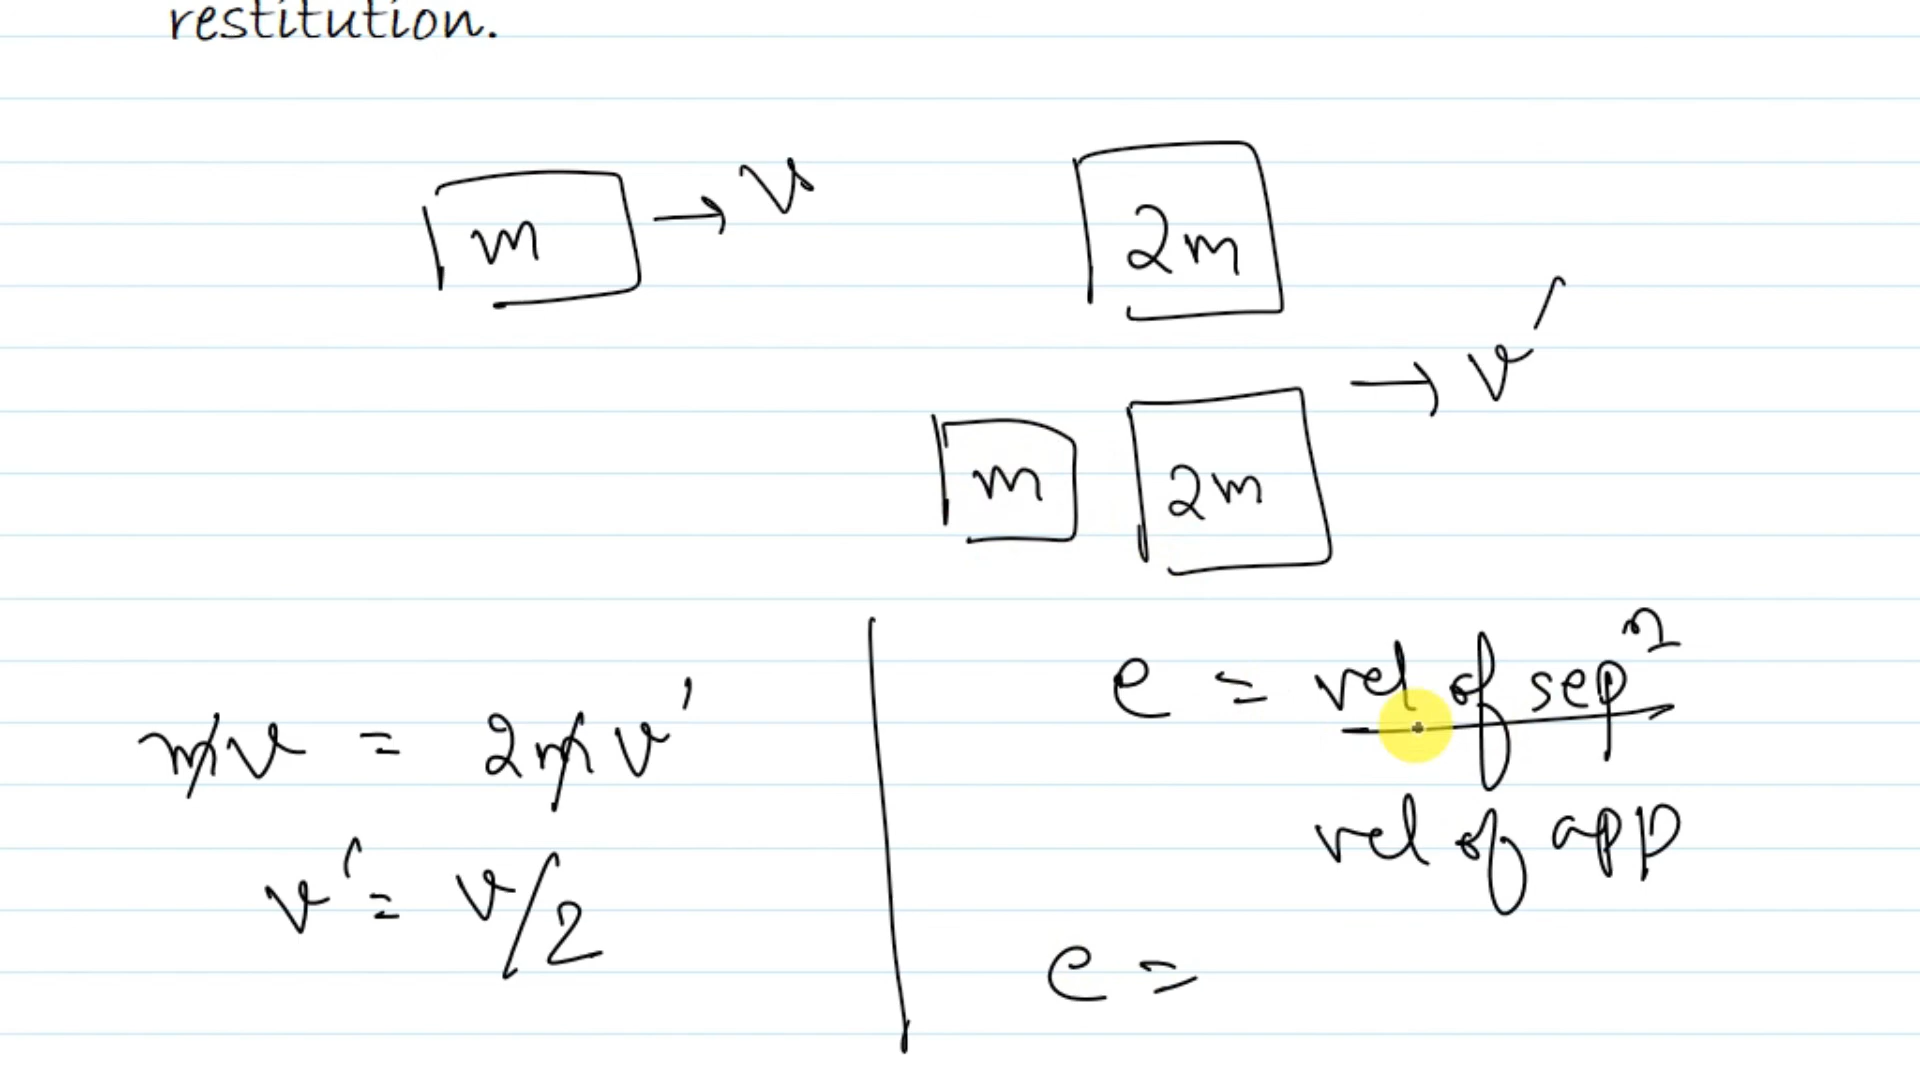 restitution.
m → v
2m
→ v'
m
2m
e = vel of sepⁿ
vel of app
mv = 2mv'
v' = v/2
e =